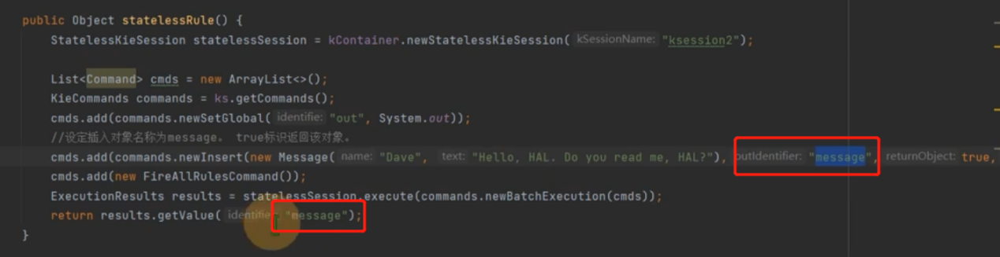 public Object statelessRule() {
StatelessKieSession statelessSession = kContainer.newStatelessKieSession( kSessionName: "ksession2");
List<Command> cmds = new ArrayList<>();
KieCommands commands = ks.getCommands();
cmds.add(commands.newSetGlobal( identifie: "out", System.out));
//设定插入对象名称为message。 true标识返回该对象。
cmds.add(commands.newInsert(new Message( name: "Dave", text: "Hello, HAL. Do you read me, HAL?"), outIdentifier: "message", returnObject: true,
cmds.add(new FireAllRulesCommand());
ExecutionResults results = statelessSession.execute(commands.newBatchExecution(cmds));
return results.getValue( identifie: "message");
}